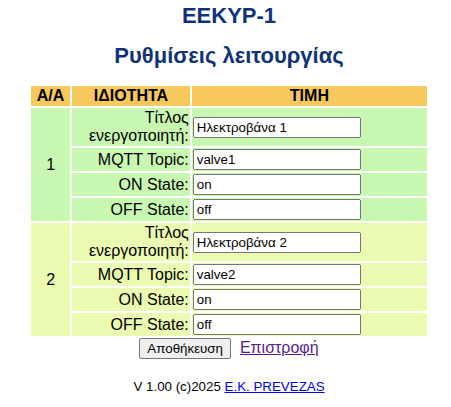 EEKYP-1
Ρυθμίσεις λειτουργίας
Α/Α ΙΔΙΟΤΗΤΑ ΤΙΜΗ
1
Τίτλος
ενεργοποιητή: Ηλεκτροβάνα 1
MQTT Topic: valve1
ON State: on
OFF State: off
2
Τίτλος
ενεργοποιητή: Ηλεκτροβάνα 2
MQTT Topic: valve2
ON State: on
OFF State: off
Αποθήκευση Επιστροφή
V 1.00 (c)2025 E.K. PREVEZAS